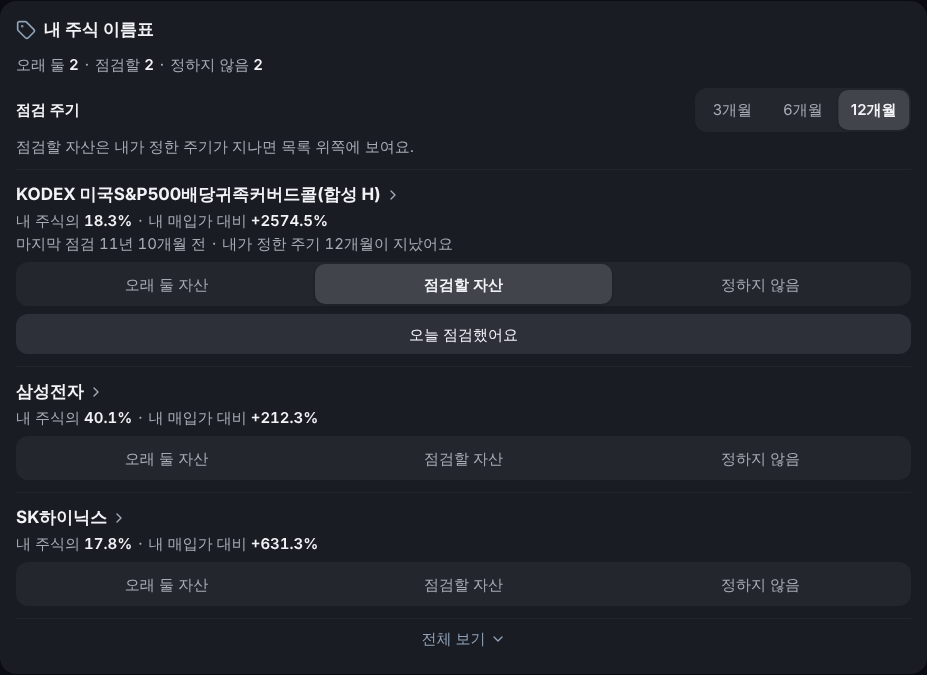 내 주식 이름표
오래 둘 2 · 점검할 2 · 정하지 않음 2
점검 주기
3개월 6개월 12개월
점검할 자산은 내가 정한 주기가 지나면 목록 위쪽에 보여요.
KODEX 미국S&P500배당귀족커버드콜(합성 H)
내 주식의 18.3% · 내 매입가 대비 +2574.5%
마지막 점검 11년 10개월 전 · 내가 정한 주기 12개월이 지났어요
오래 둘 자산 점검할 자산 정하지 않음
오늘 점검했어요
삼성전자
내 주식의 40.1% · 내 매입가 대비 +212.3%
오래 둘 자산 점검할 자산 정하지 않음
SK하이닉스
내 주식의 17.8% · 내 매입가 대비 +631.3%
오래 둘 자산 점검할 자산 정하지 않음
전체 보기